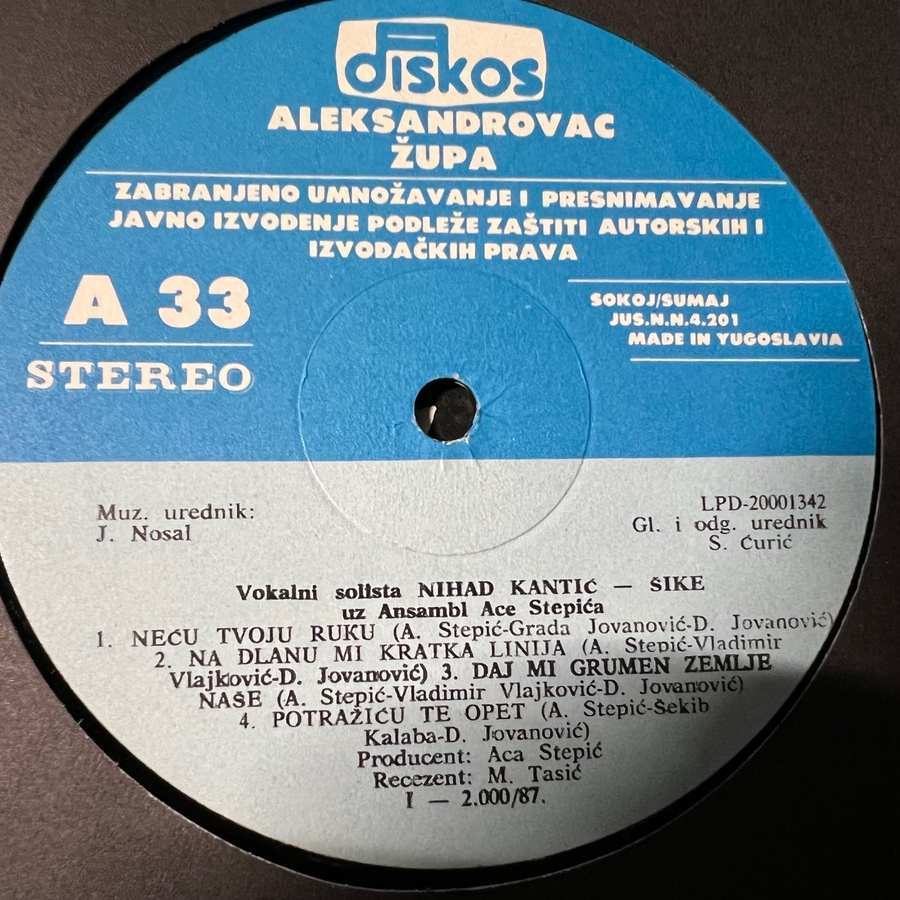 diskos
ALEKSANDROVAC
ŽUPA
ZABRANJENO UMNOŽAVANJE I PRESNIMAVANJE
JAVNO IZVOĐENJE PODLEŽE ZAŠTITI AUTORSKIH I
IZVOĐAČKIH PRAVA
A 33
STEREO
SOKOJ/SUMAJ
JUS.N.N.4.201
MADE IN YUGOSLAVIA
Muz. urednik:
J. Nosal
LPD-20001342
Gl. i odg. urednik
S. Ćurić
Vokalni solista NIHAD KANTIĆ — ŠIKE
uz Ansambl Ace Stepića
1. NEĆU TVOJU RUKU (A. Stepić-Grada Jovanović-D. Jovanović)
2. NA DLANU MI KRATKA LINIJA (A. Stepić-Vladimir
Vlajković-D. Jovanović) 3. DAJ MI GRUMEN ZEMLJE
NAŠE (A. Stepić-Vladimir Vlajković-D. Jovanović)
4. POTRAŽIĆU TE OPET (A. Stepić-Šekib
Kalaba-D. Jovanović)
Producent: Aca Stepić
Recezent: M. Tasić
I — 2.000/87.